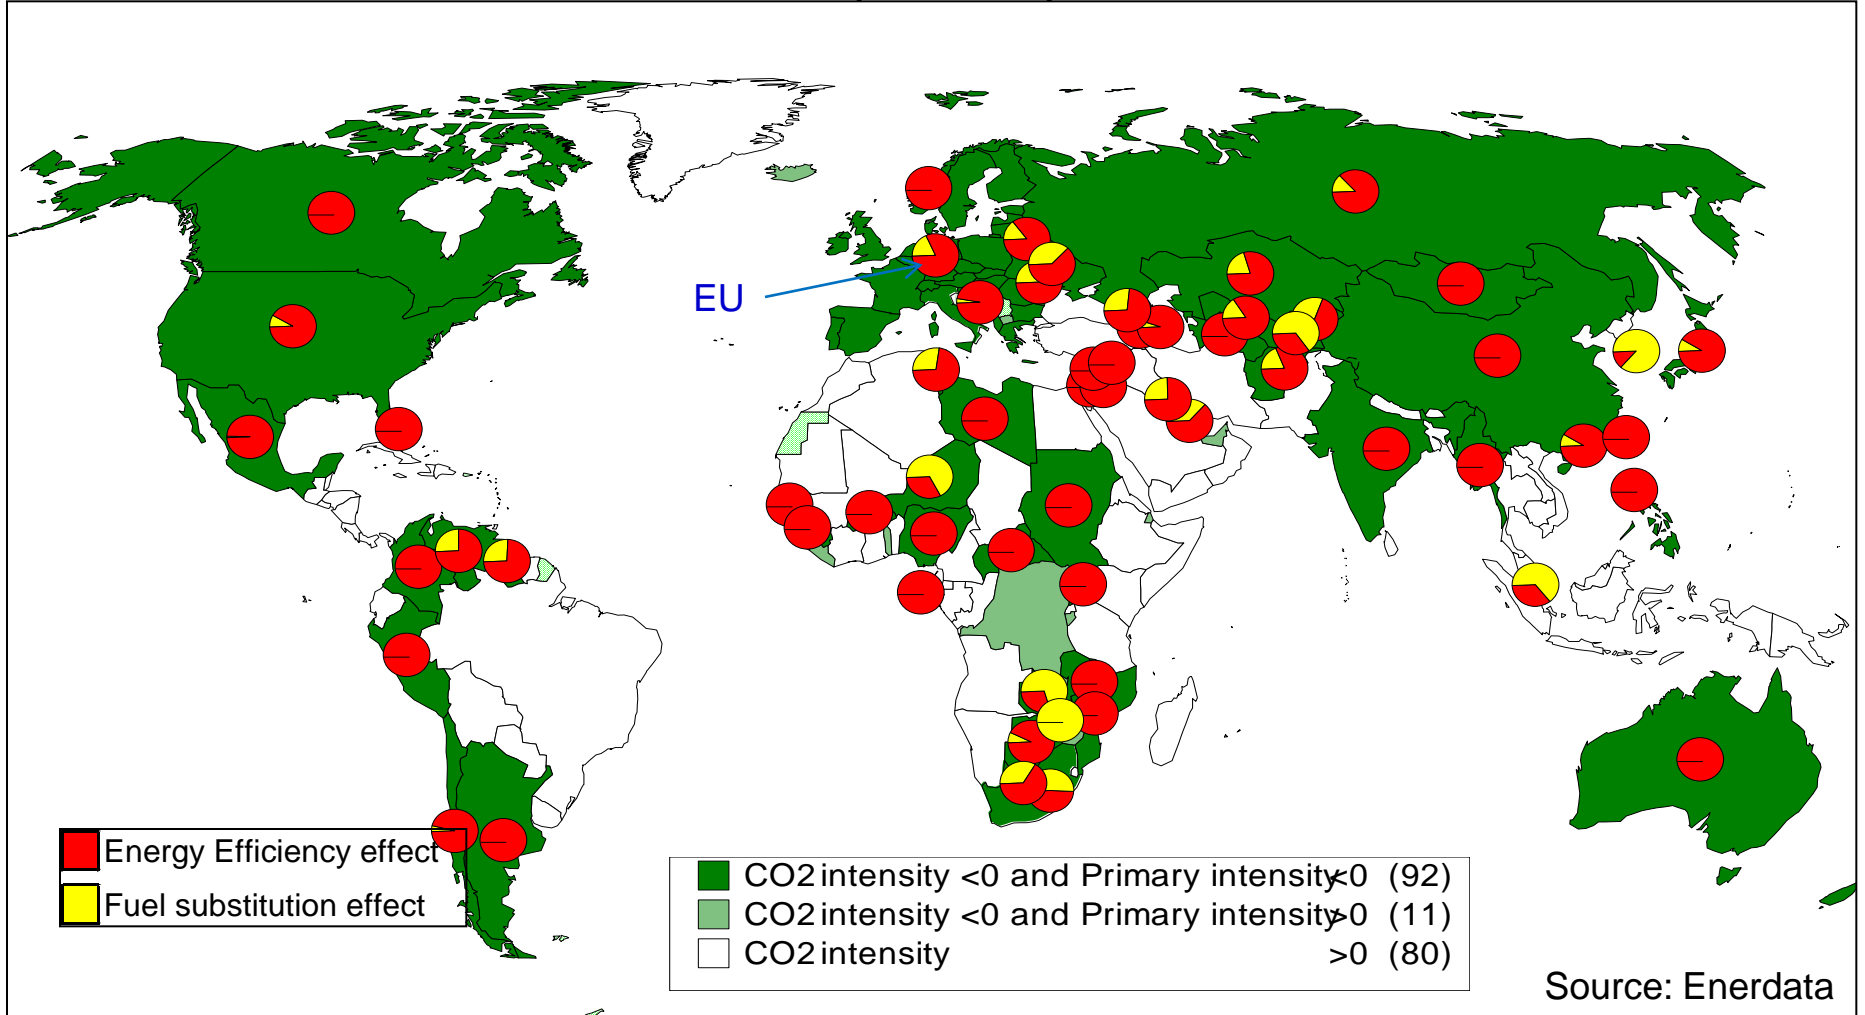 EU
Energy Efficiency effect
Fuel substitution effect
CO2 intensity <0 and Primary intensity <0 (92)
CO2 intensity <0 and Primary intensity >0 (11)
CO2 intensity >0 (80)
Source: Enerdata